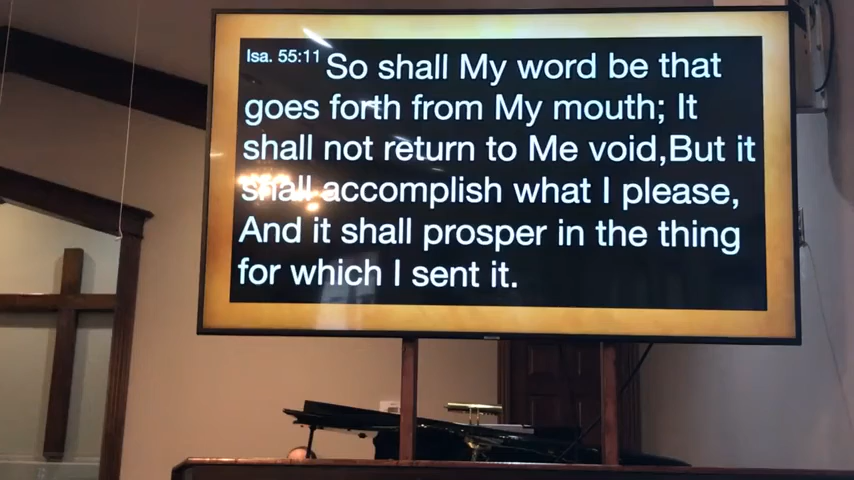 Isa. 55:11 So shall My word be that
goes forth from My mouth; It
shall not return to Me void,But it
shall accomplish what I please,
And it shall prosper in the thing
for which I sent it.